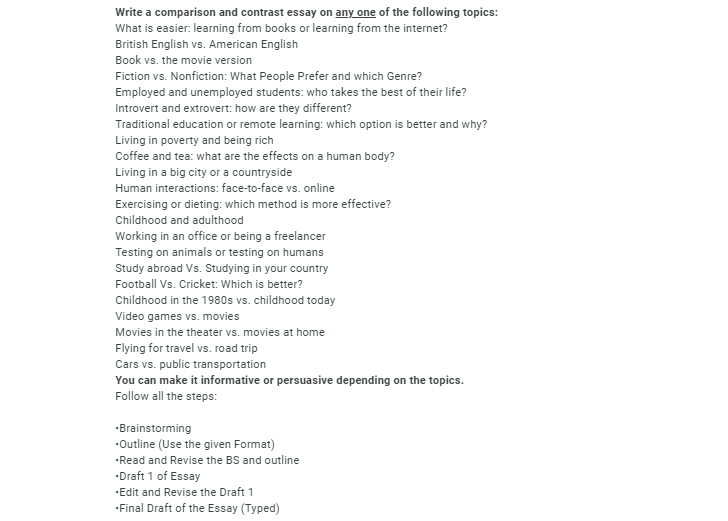 Write a comparison and contrast essay on any one of the following topics:
What is easier: learning from books or learning from the internet?
British English vs. American English
Book vs. the movie version
Fiction vs. Nonfiction: What People Prefer and which Genre?
Employed and unemployed students: who takes the best of their life?
Introvert and extrovert: how are they different?
Traditional education or remote learning: which option is better and why?
Living in poverty and being rich
Coffee and tea: what are the effects on a human body?
Living in a big city or a countryside
Human interactions: face-to-face vs. online
Exercising or dieting: which method is more effective?
Childhood and adulthood
Working in an office or being a freelancer
Testing on animals or testing on humans
Study abroad Vs. Studying in your country
Football Vs. Cricket: Which is better?
Childhood in the 1980s vs. childhood today
Video games vs. movies
Movies in the theater vs. movies at home
Flying for travel vs. road trip
Cars vs. public transportation
You can make it informative or persuasive depending on the topics.
Follow all the steps:
•Brainstorming
•Outline (Use the given Format)
•Read and Revise the BS and outline
•Draft 1 of Essay
•Edit and Revise the Draft 1
•Final Draft of the Essay (Typed)